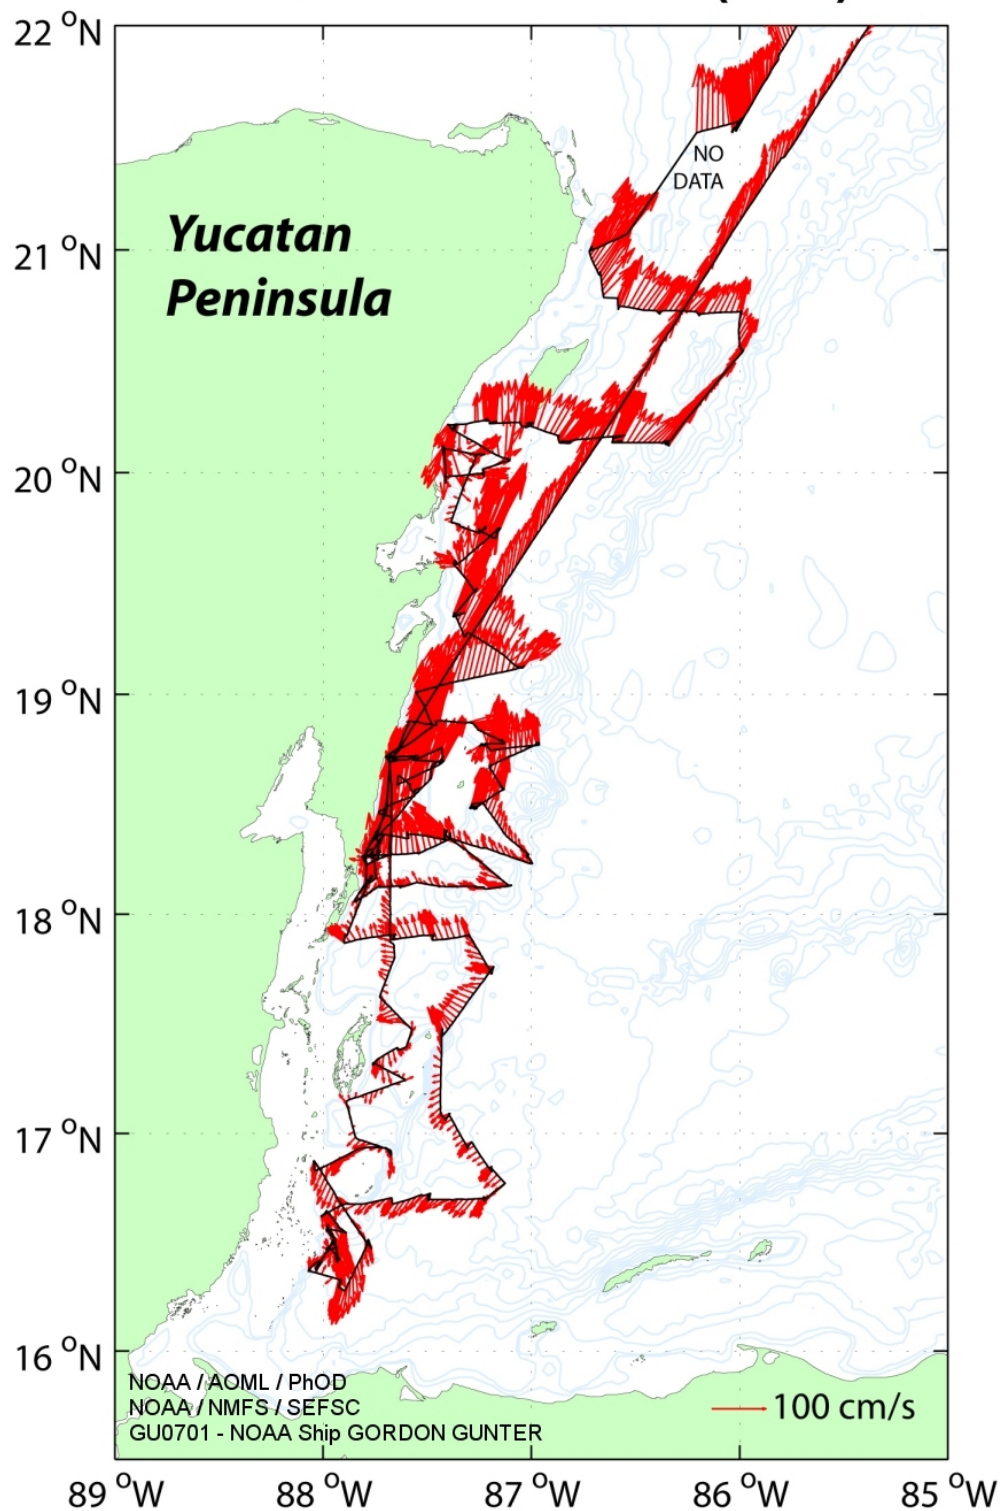 22 °N
NO
DATA
Yucatan
Peninsula
21 °N
20 °N
19 °N
18 °N
17 °N
16 °N
NOAA / AOML / PhOD
NOAA / NMFS / SEFSC
GU0701 - NOAA Ship GORDON GUNTER
100 cm/s
89 °W
88 °W
87 °W
86 °W
85 °W